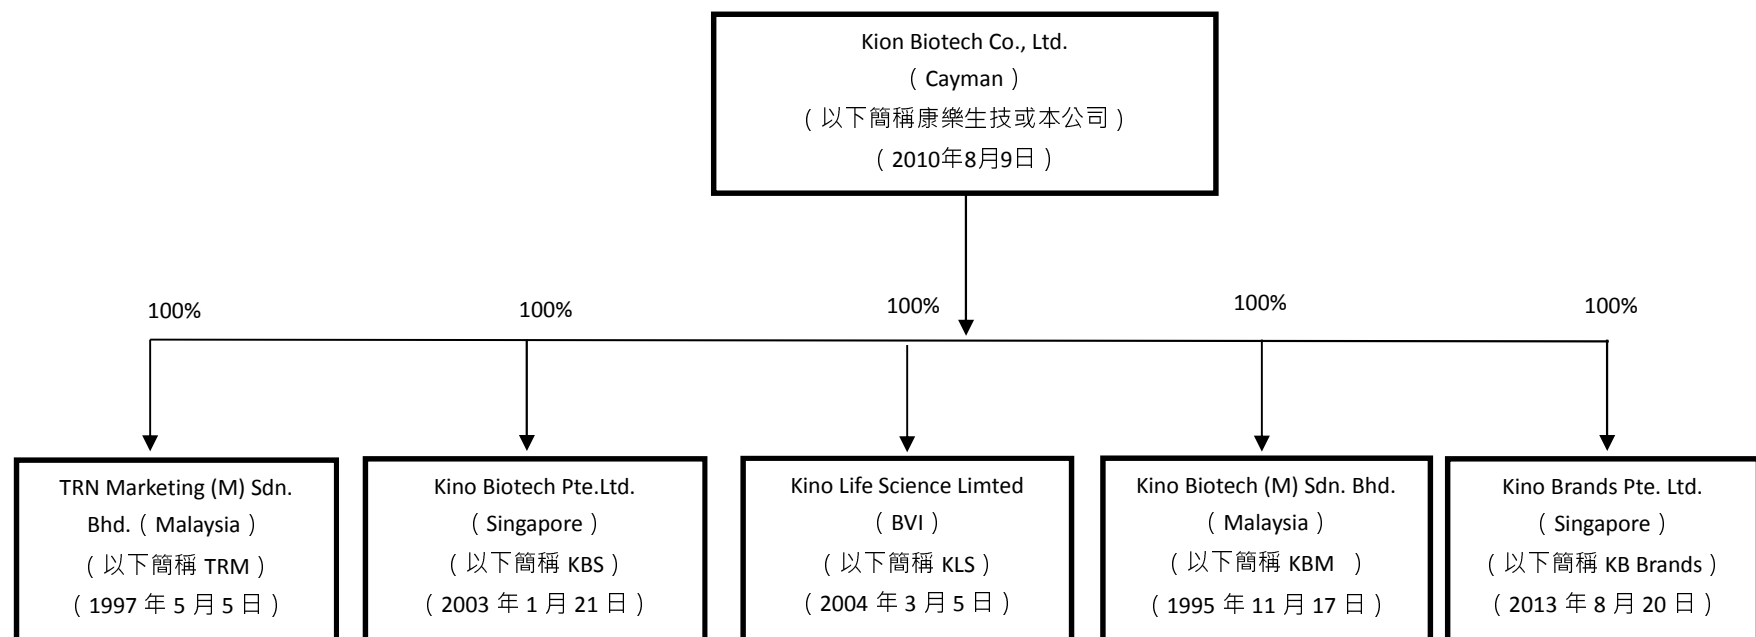 Kion Biotech Co., Ltd.
（Cayman）
（以下簡稱康樂生技或本公司）
（2010年8月9日）
100%
100%
100%
100%
100%
TRN Marketing (M) Sdn.
Bhd.（Malaysia）
（以下簡稱 TRM）
（1997 年 5 月 5 日）
Kino Biotech Pte.Ltd.
（Singapore）
（以下簡稱 KBS）
（2003 年 1 月 21 日）
Kino Life Science Limted
（BVI）
（以下簡稱 KLS）
（2004 年 3 月 5 日）
Kino Biotech (M) Sdn. Bhd.
（Malaysia）
（以下簡稱 KBM ）
（1995 年 11 月 17 日）
Kino Brands Pte. Ltd.
（Singapore）
（以下簡稱 KB Brands）
（2013 年 8 月 20 日）